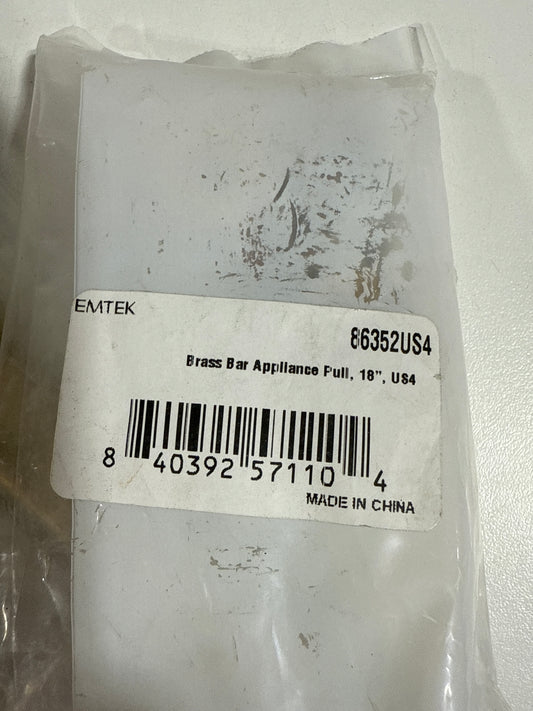 EMTEK
86352US4
Brass Bar Appliance Pull, 18”, US4
8 40392 57110 4
MADE IN CHINA